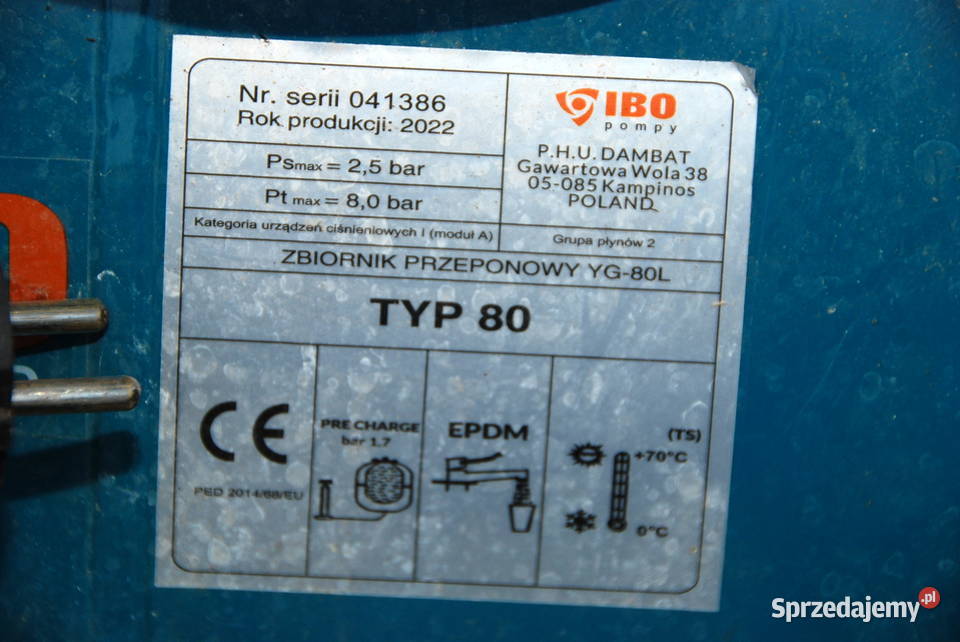 Nr. serii 041386
Rok produkcji: 2022
Psmax = 2,5 bar
Pt max = 8,0 bar
Kategoria urządzeń ciśnieniowych I (moduł A)
IBO
pompy
P.H.U. DAMBAT
Gawartowa Wola 38
05-085 Kampinos
POLAND
Grupa płynów 2
ZBIORNIK PRZEPONOWY YG-80L
TYP 80
CE
PED 2014/68/EU
PRE CHARGE
bar 1.7
EPDM
(TS)
+70°C
0°C
Sprzedajemy.pl